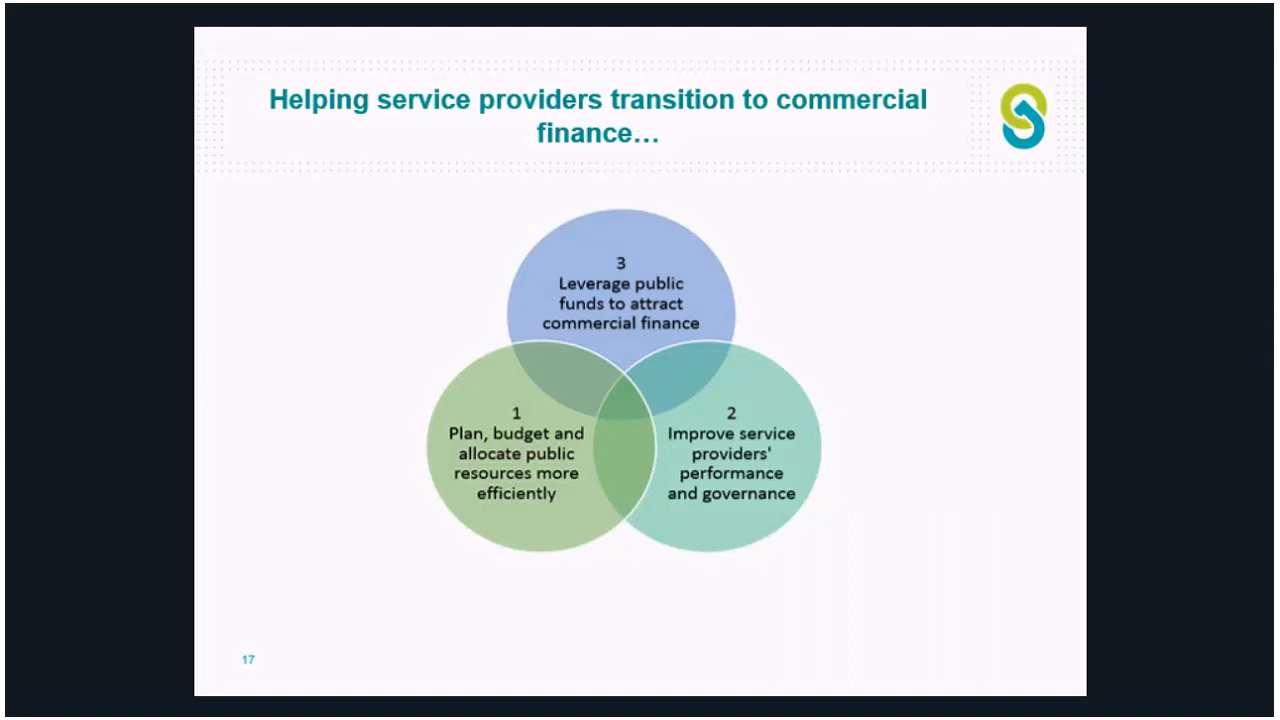 Helping service providers transition to commercial
finance…
3
Leverage public
funds to attract
commercial finance
1
Plan, budget and
allocate public
resources more
efficiently
2
Improve service
providers'
performance
and governance
17